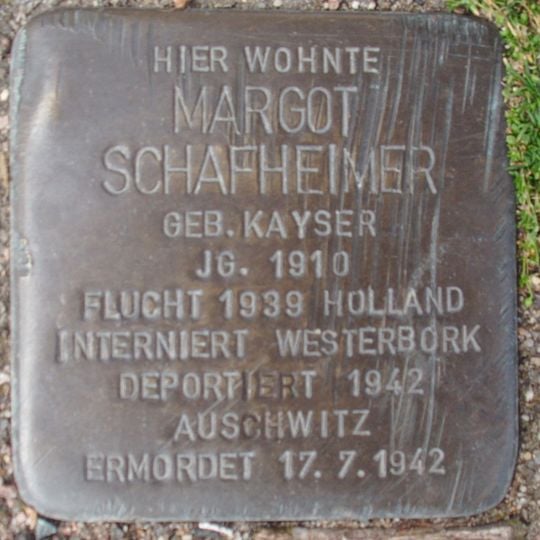 HIER WOHNTE
MARGOT
SCHAFHEIMER
GEB. KAYSER
JG. 1910
FLUCHT 1939 HOLLAND
INTERNIERT WESTERBORK
DEPORTIERT 1942
AUSCHWITZ
ERMORDET 17.7.1942